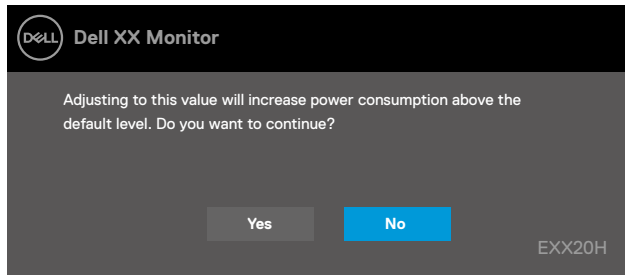 DELL Dell XX Monitor
Adjusting to this value will increase power consumption above the
default level. Do you want to continue?
Yes No
EXX20H